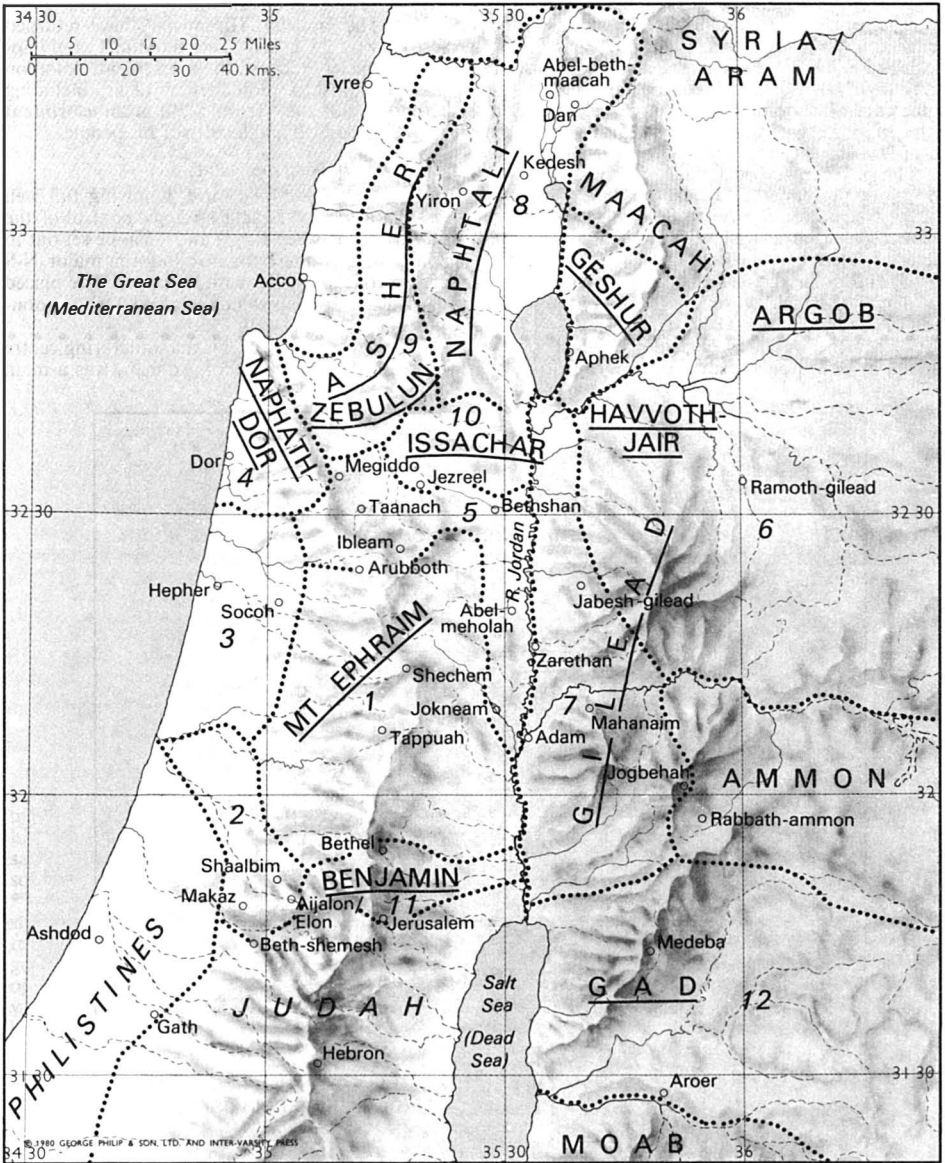 34 30
35
35 30
36
0 5 10 15 20 25 Miles
0 10 20 30 40 Kms.
SYRIA/
ARAM
Abel-beth-
maacah
Tyre
Dan
Kedesh
Yiron
8
NAPHTALI
ASHER
MAACAH
33
33
GESHUR
Acco
The Great Sea
(Mediterranean Sea)
ARGOB
9
Aphek
ZEBULUN
NAPHATH-
DOR
10
HAVVOTH
JAIR
ISSACHAR
Dor
4
Megiddo
Jezreel
Ramoth-gilead
Taanach
5
Bethshan
6
32 30
32 30
Ibleam
Arubboth
R. Jordan
Hepher
Socoh
Abel-
meholah
Jabesh-gilead
3
GILEAD
MT. EPHRAIM
Zarethan
Shechem
1
Jokneam
7
Mahanaim
Tappuah
Adam
Jogbehah
AMMON
32
32
2
Rabbath-ammon
Bethel
Shaalbim
BENJAMIN
Makaz
Aijalon/
Elon
11
Jerusalem
Ashdod
Beth-shemesh
Medeba
PHILISTINES
Salt
Sea
(Dead
Sea)
GAD
12
JUDAH
Gath
Hebron
31 30
31 30
Aroer
MOAB
© 1980 GEORGE PHILIP & SON, LTD. AND INTER-VARSITY PRESS
34 30
35
35 30
36